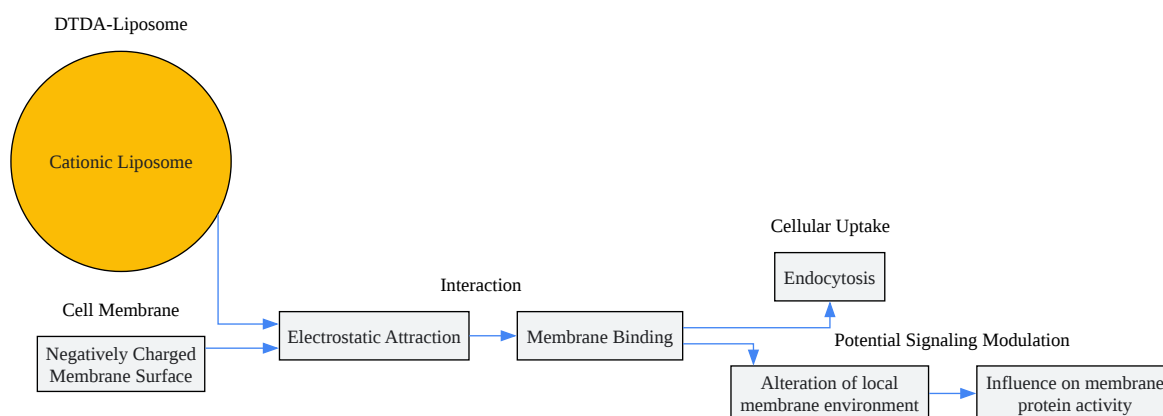 DTDA-Liposome
Cationic Liposome
Cell Membrane
Negatively Charged
Membrane Surface
Interaction
Electrostatic Attraction
Membrane Binding
Cellular Uptake
Endocytosis
Potential Signaling Modulation
Alteration of local
membrane environment
Influence on membrane
protein activity